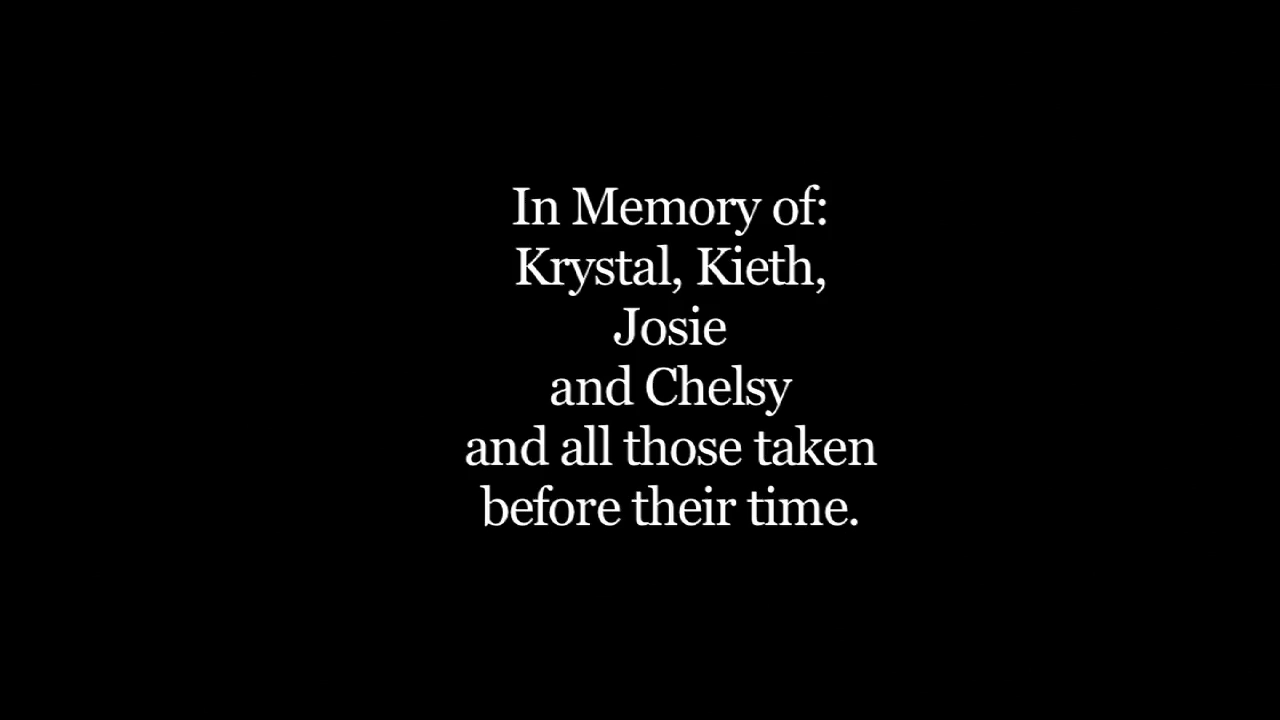 In Memory of:
Krystal, Kieth,
Josie
and Chelsy
and all those taken
before their time.